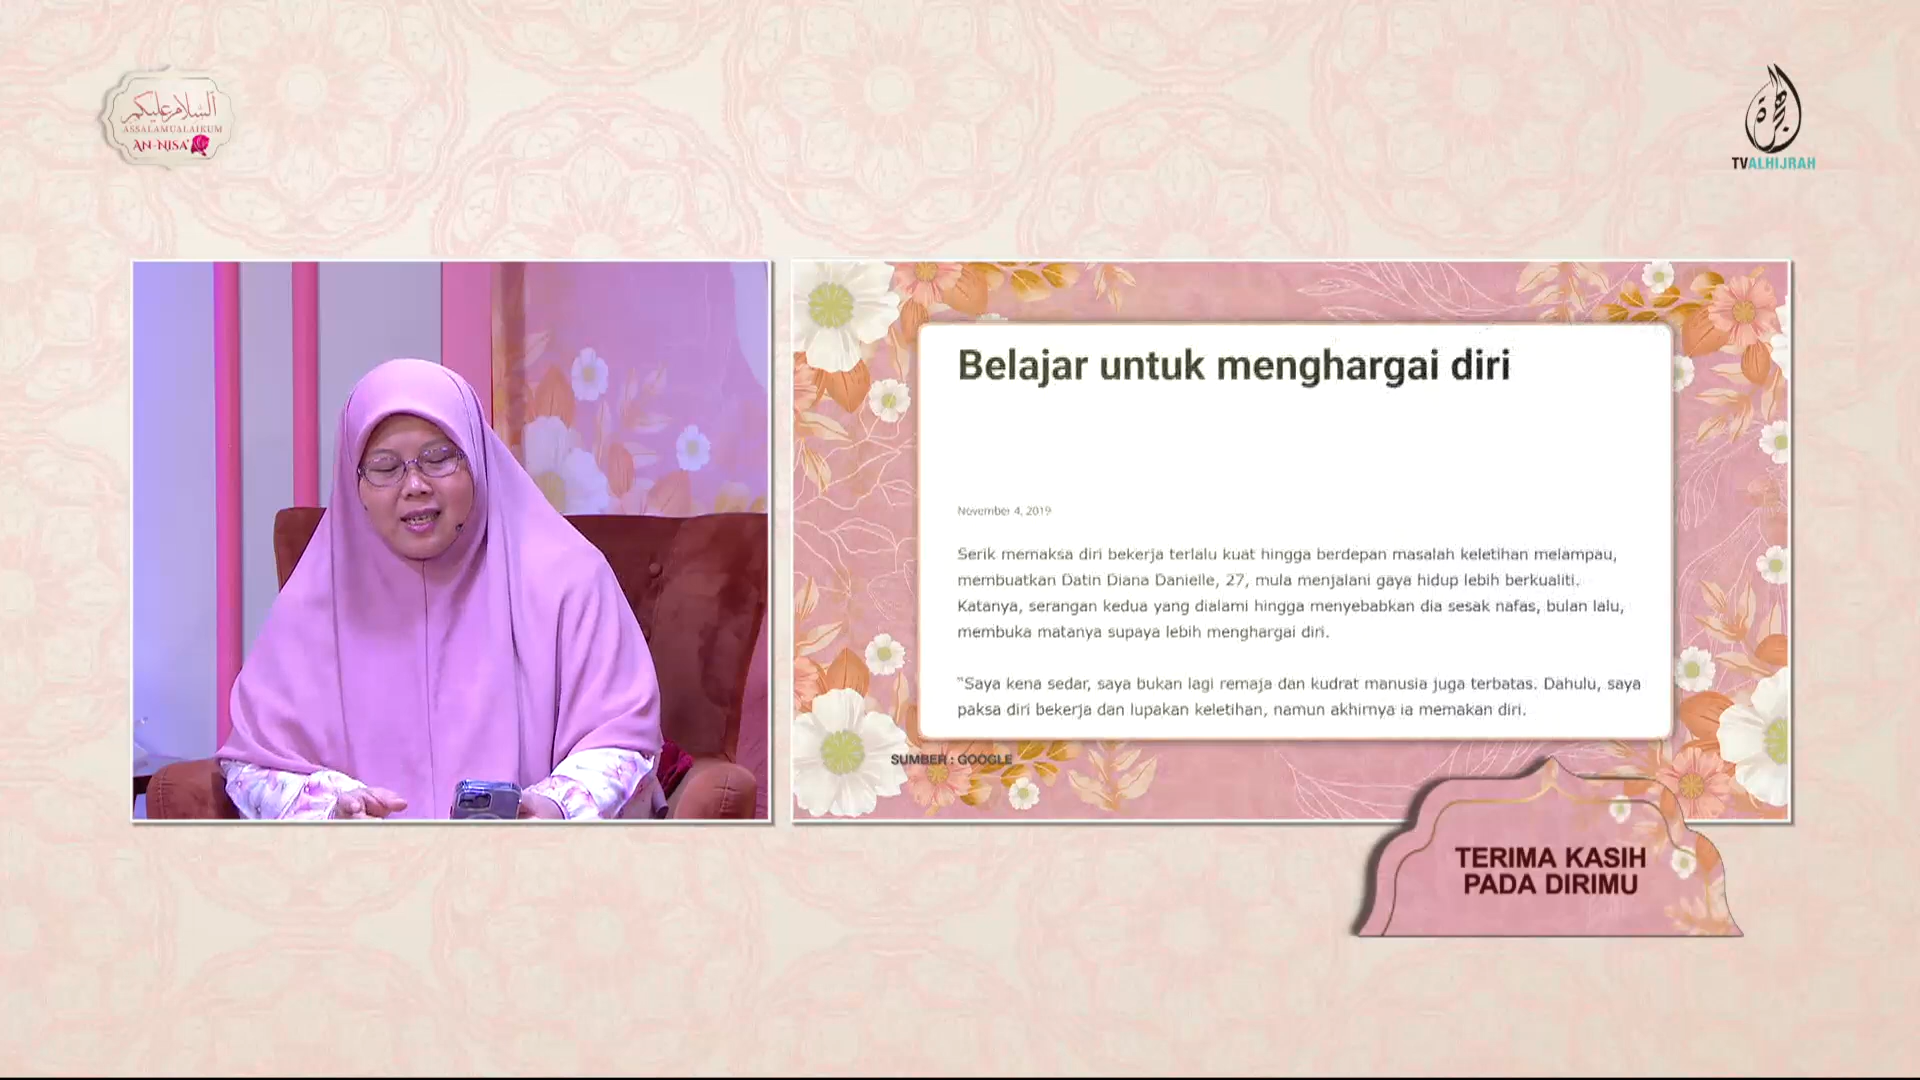 السلام عليكم
ASSALAMUALAIKUM
AN-NISA'
هجرة
TVALHIJRAH
Belajar untuk menghargai diri
November 4, 2019
Serik memaksa diri bekerja terlalu kuat hingga berdepan masalah keletihan melampau,
membuatkan Datin Diana Danielle, 27, mula menjalani gaya hidup lebih berkualiti.
Katanya, serangan kedua yang dialami hingga menyebabkan dia sesak nafas, bulan lalu,
membuka matanya supaya lebih menghargai diri.
“Saya kena sedar, saya bukan lagi remaja dan kudrat manusia juga terbatas. Dahulu, saya
paksa diri bekerja dan lupakan keletihan, namun akhirnya ia memakan diri.
SUMBER : GOOGLE
TERIMA KASIH
PADA DIRIMU